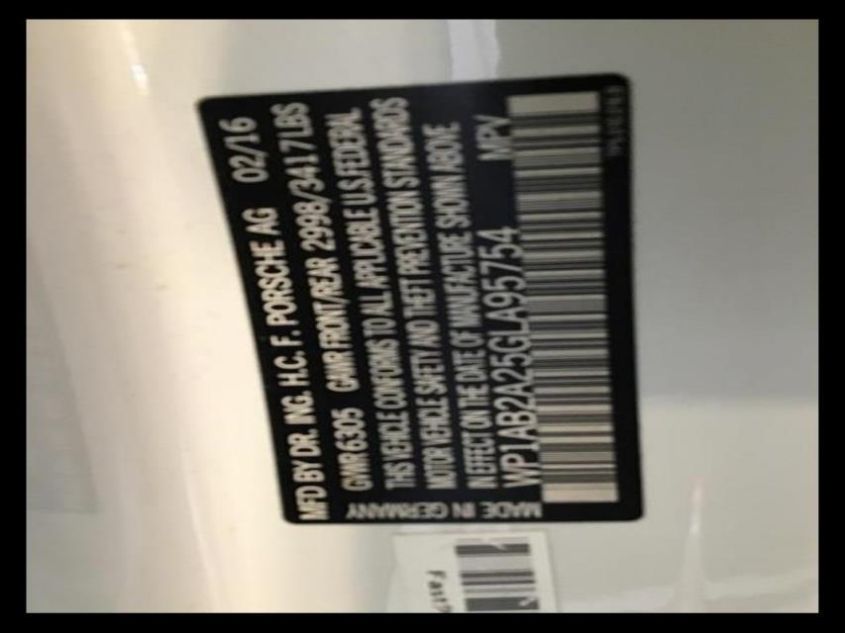 MFD BY DR. ING. H.C. F. PORSCHE AG 02/16
GVWR 6305 GAWR FRONT/REAR 2998/3417LBS
THIS VEHICLE CONFORMS TO ALL APPLICABLE U.S. FEDERAL
MOTOR VEHICLE SAFETY AND THEFT PREVENTION STANDARDS
IN EFFECT ON THE DATE OF MANUFACTURE SHOWN ABOVE
WP1AB2A25GLA95754 MPV
MADE IN GERMANY